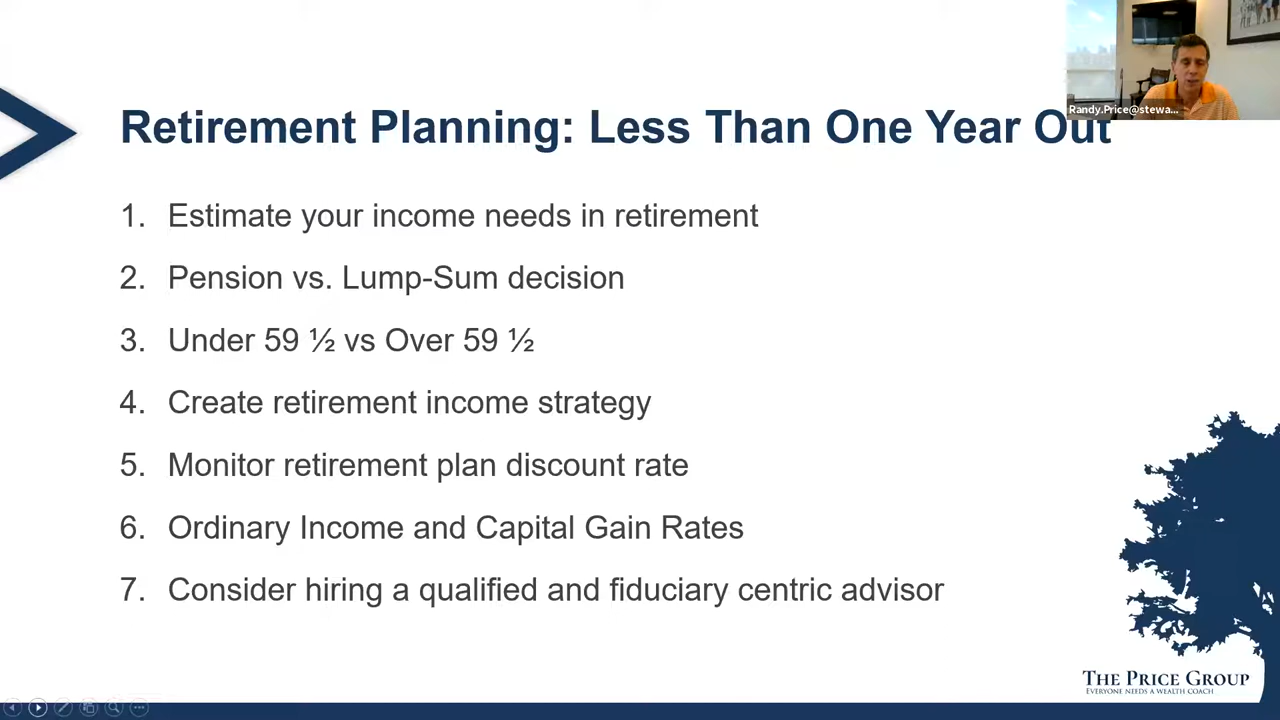 Randy.Price@stewa...
Retirement Planning: Less Than One Year Out
1. Estimate your income needs in retirement
2. Pension vs. Lump-Sum decision
3. Under 59 ½ vs Over 59 ½
4. Create retirement income strategy
5. Monitor retirement plan discount rate
6. Ordinary Income and Capital Gain Rates
7. Consider hiring a qualified and fiduciary centric advisor
THE PRICE GROUP
EVERYONE NEEDS A WEALTH COACH